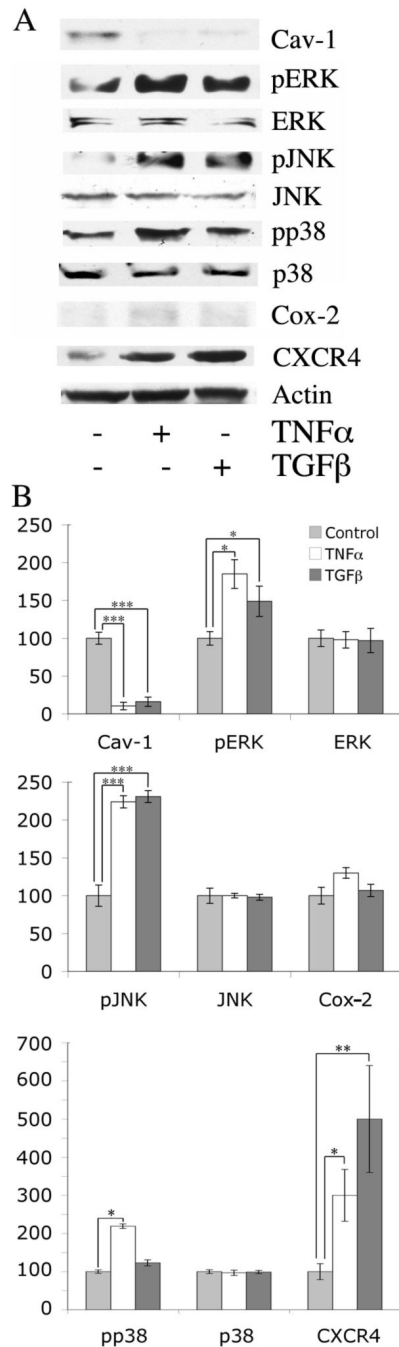 A
Cav-1
pERK
ERK
pJNK
JNK
pp38
p38
Cox-2
CXCR4
Actin
- + - TNFα
- - + TGFβ
B
250
200
150
100
50
0
*** ***
* *
Control
TNFα
TGFβ
Cav-1 pERK ERK
250
200
150
100
50
0
*** ***
pJNK JNK Cox-2
700
600
500
400
300
200
100
0
*
** *
pp38 p38 CXCR4